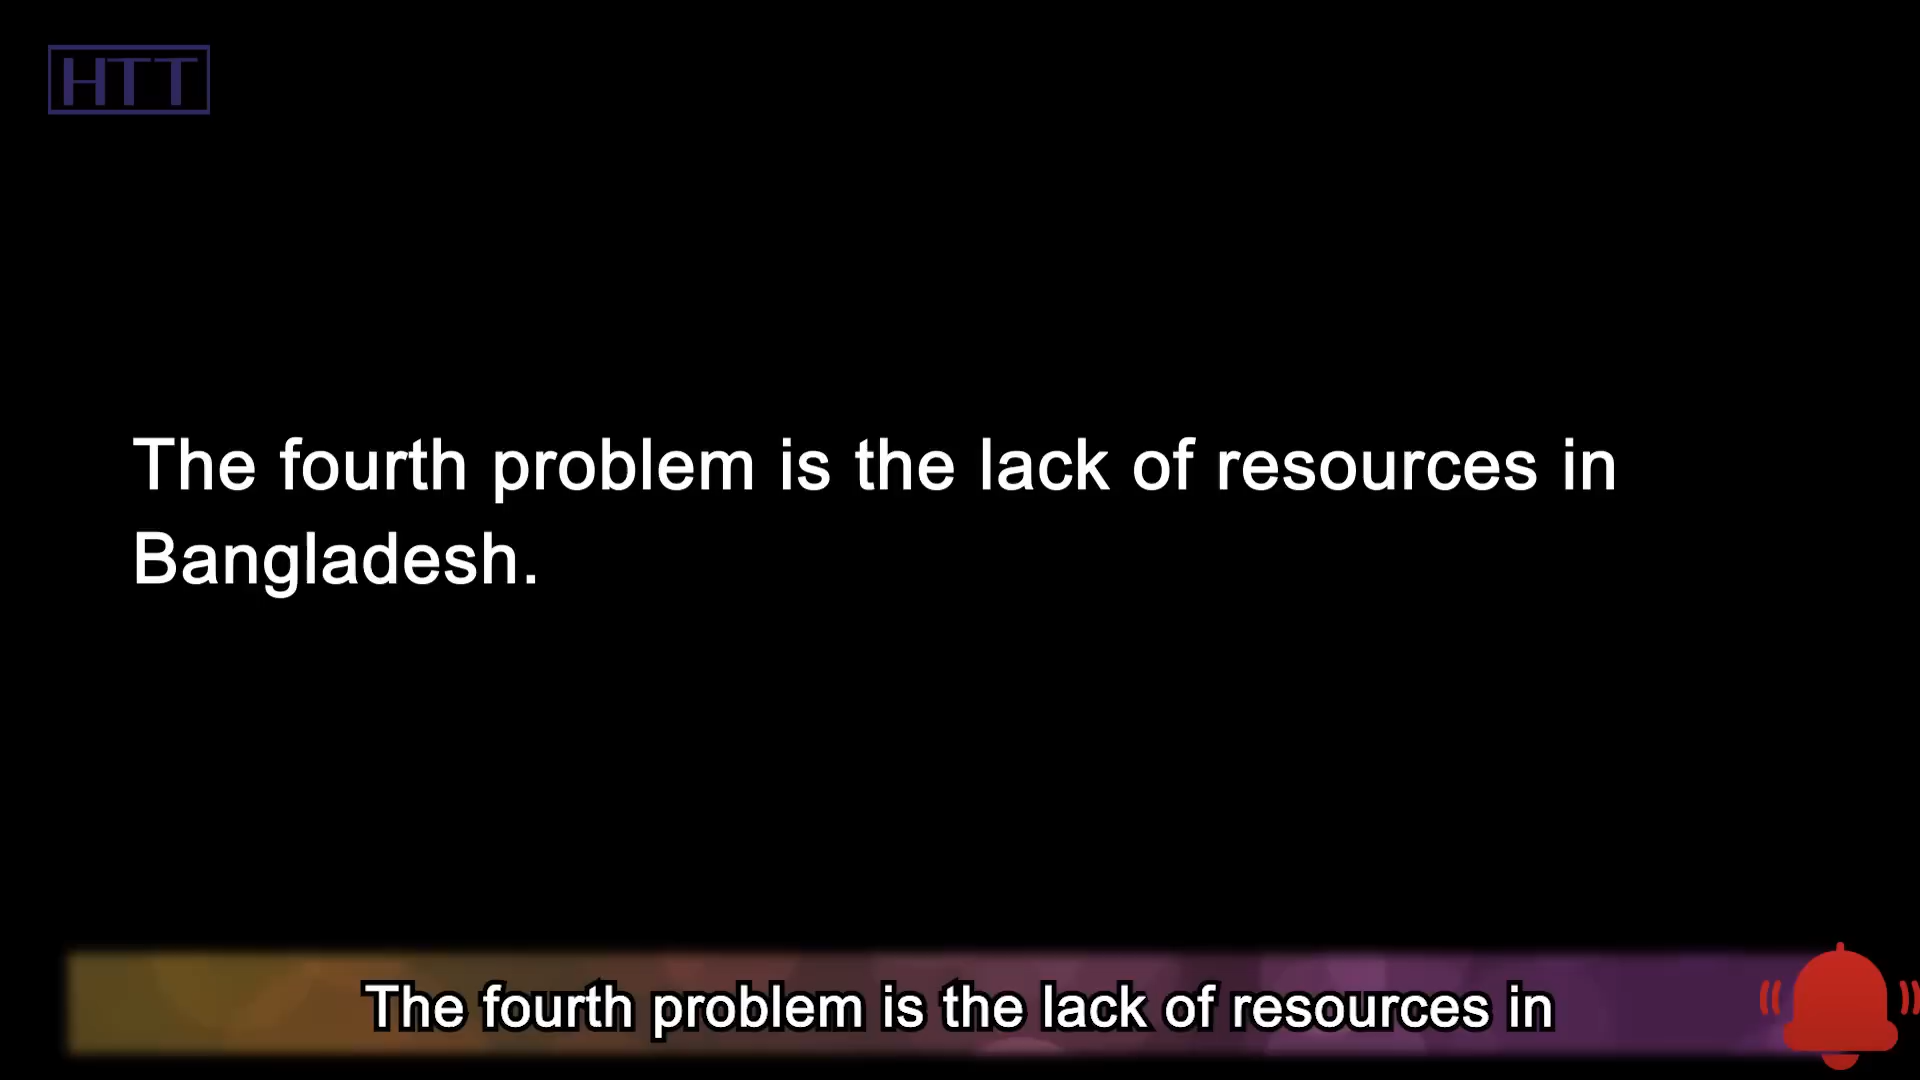 HTT
The fourth problem is the lack of resources in
Bangladesh.
The fourth problem is the lack of resources in